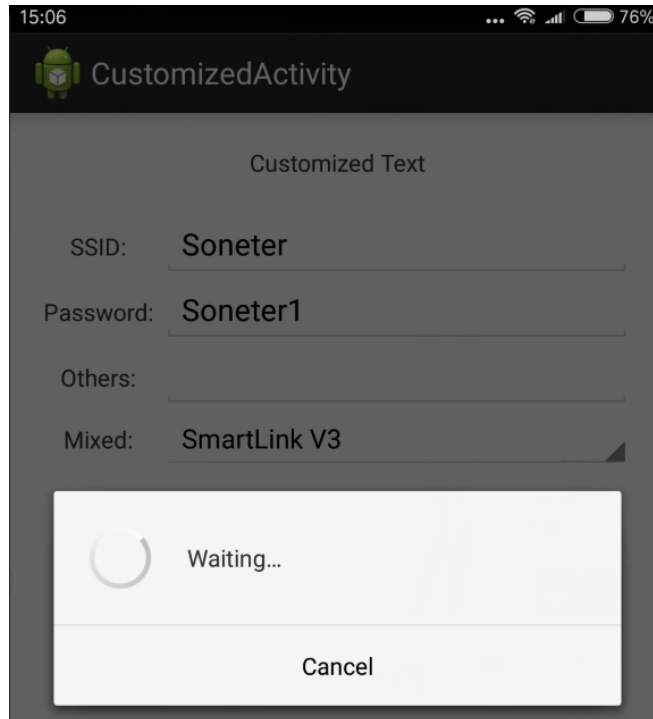 15:06 ... 76%
CustomizedActivity
Customized Text
SSID: Soneter
Password: Soneter1
Others:
Mixed: SmartLink V3
Waiting...
Cancel